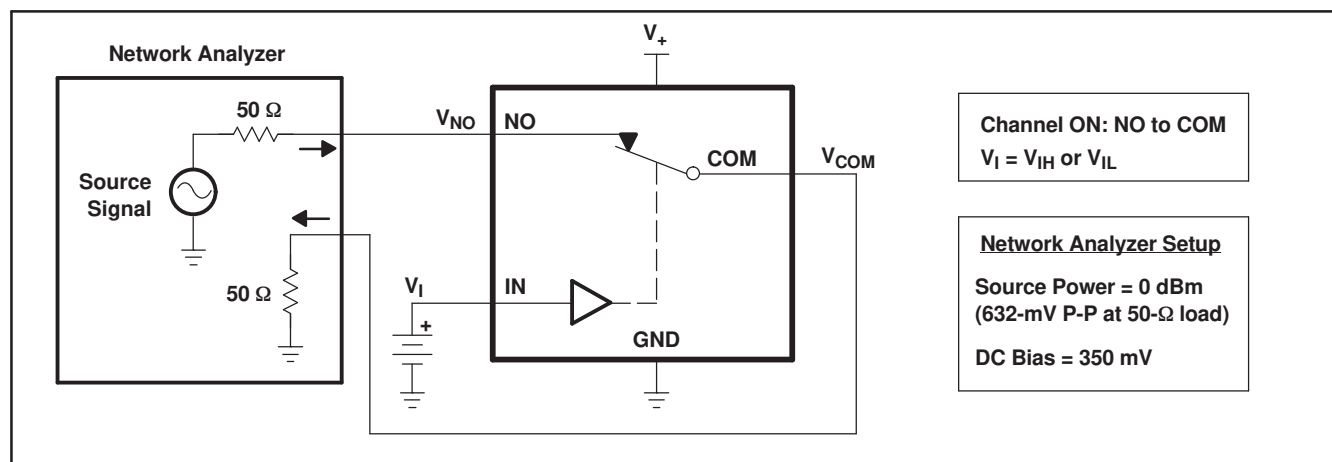 Network Analyzer
50 Ω
Source
Signal
50 Ω
V+
VNO
NO
COM
VCOM
VI
IN
+
GND
Channel ON: NO to COM
VI = VIH or VIL
Network Analyzer Setup
Source Power = 0 dBm
(632-mV P-P at 50-Ω load)
DC Bias = 350 mV